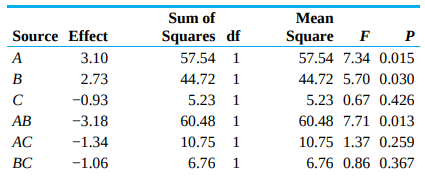 Sum of Mean
Source Effect Squares df Square F P
A 3.10 57.54 1 57.54 7.34 0.015
B 2.73 44.72 1 44.72 5.70 0.030
C −0.93 5.23 1 5.23 0.67 0.426
AB −3.18 60.48 1 60.48 7.71 0.013
AC −1.34 10.75 1 10.75 1.37 0.259
BC −1.06 6.76 1 6.76 0.86 0.367